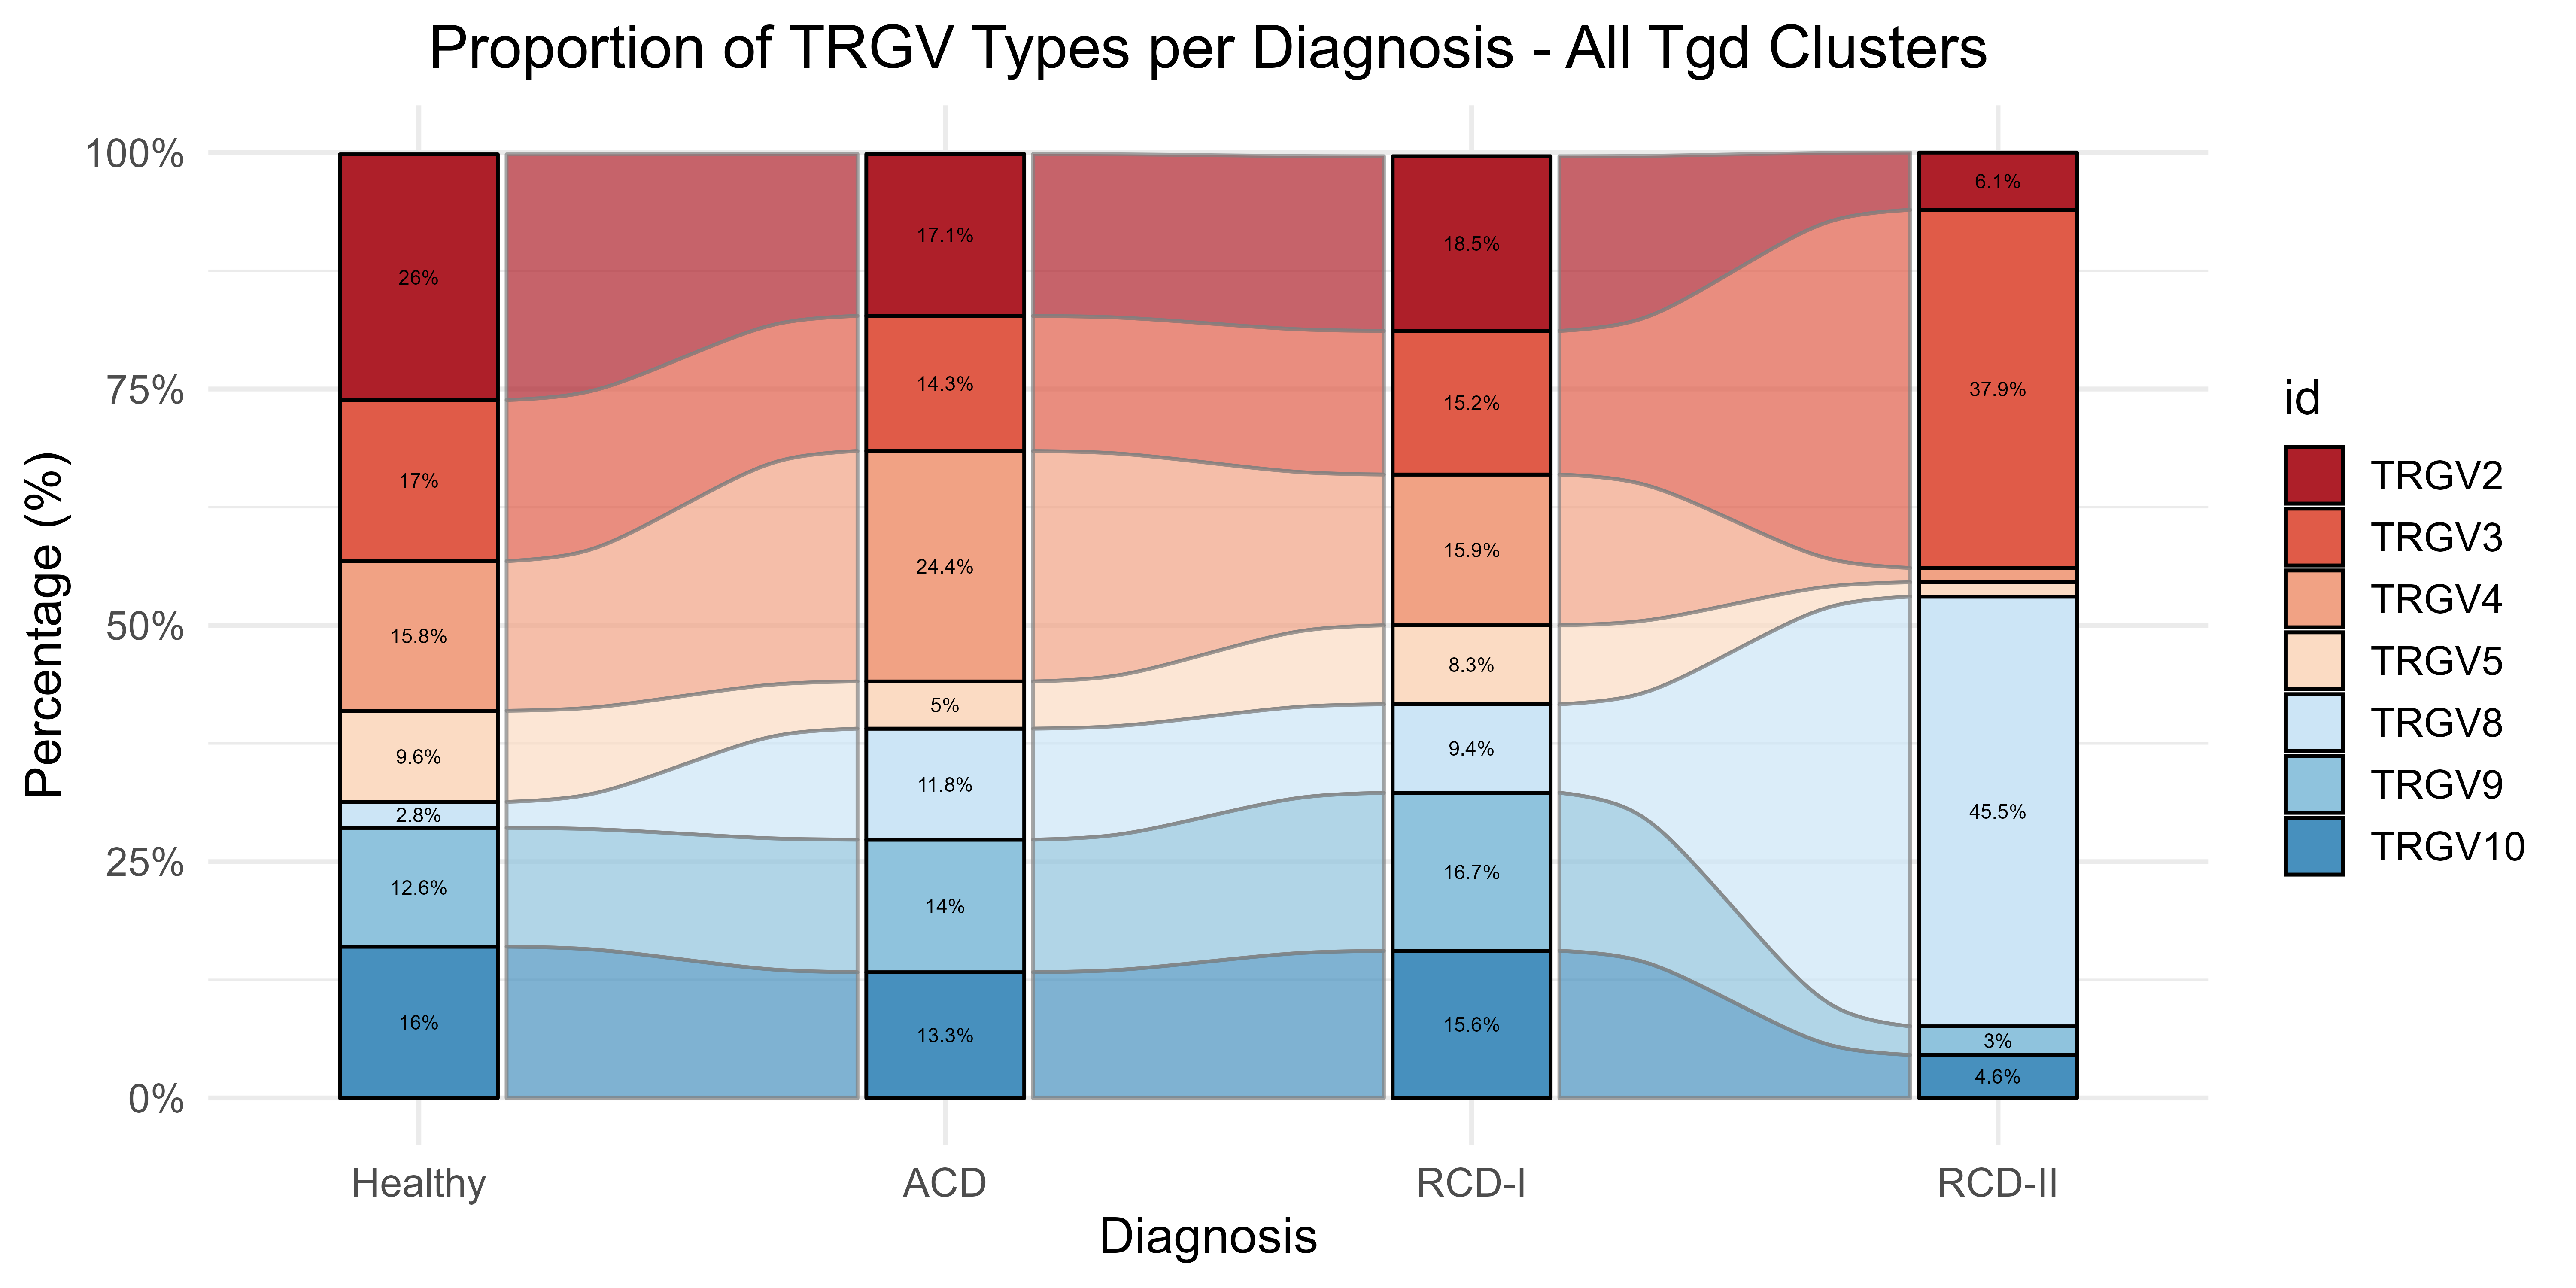 Proportion of TRGV Types per Diagnosis - All Tgd Clusters
Percentage (%)
100%
75%
50%
25%
0%
26%
17%
15.8%
9.6%
2.8%
12.6%
16%
17.1%
14.3%
24.4%
5%
11.8%
14%
13.3%
18.5%
15.2%
15.9%
8.3%
9.4%
16.7%
15.6%
6.1%
37.9%
45.5%
3%
4.6%
Healthy
ACD
RCD-I
RCD-II
Diagnosis
id
TRGV2
TRGV3
TRGV4
TRGV5
TRGV8
TRGV9
TRGV10